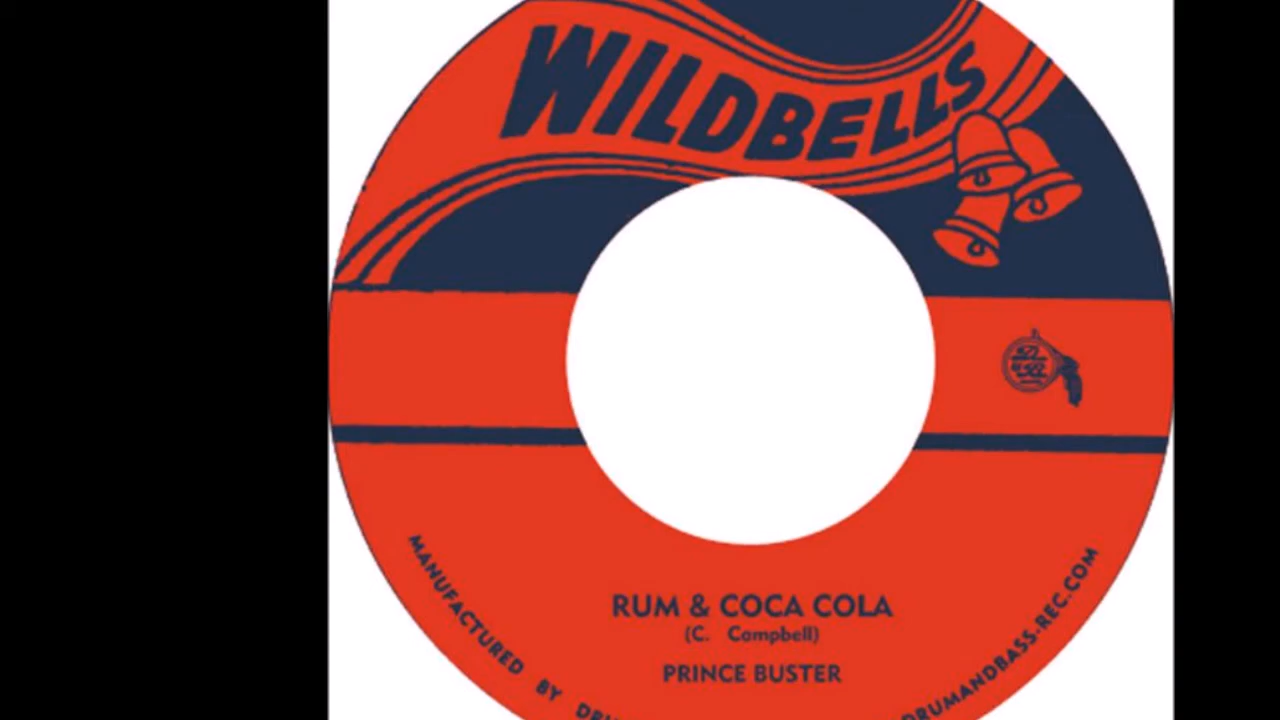 WILDBELLS
RUM & COCA COLA
(C. Campbell)
PRINCE BUSTER
MANUFACTURED BY
DRUMANDBASS-REC.COM